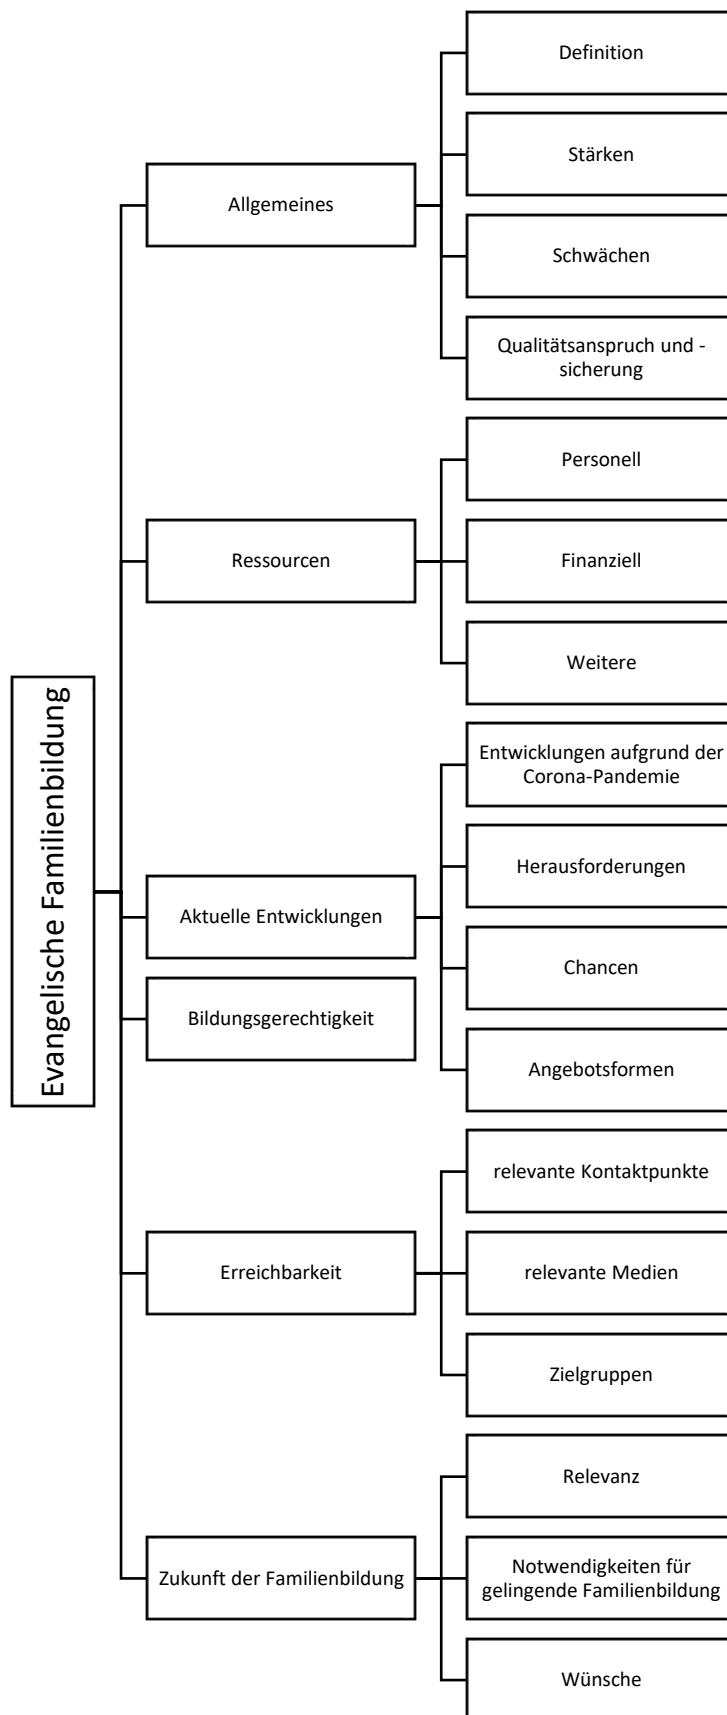 Evangelische Familienbildung
Allgemeines
Definition
Stärken
Schwächen
Qualitätsanspruch und -
sicherung
Ressourcen
Personell
Finanziell
Weitere
Aktuelle Entwicklungen
Entwicklungen aufgrund der
Corona-Pandemie
Herausforderungen
Chancen
Angebotsformen
Bildungsgerechtigkeit
Erreichbarkeit
relevante Kontaktpunkte
relevante Medien
Zielgruppen
Zukunft der Familienbildung
Relevanz
Notwendigkeiten für
gelingende Familienbildung
Wünsche